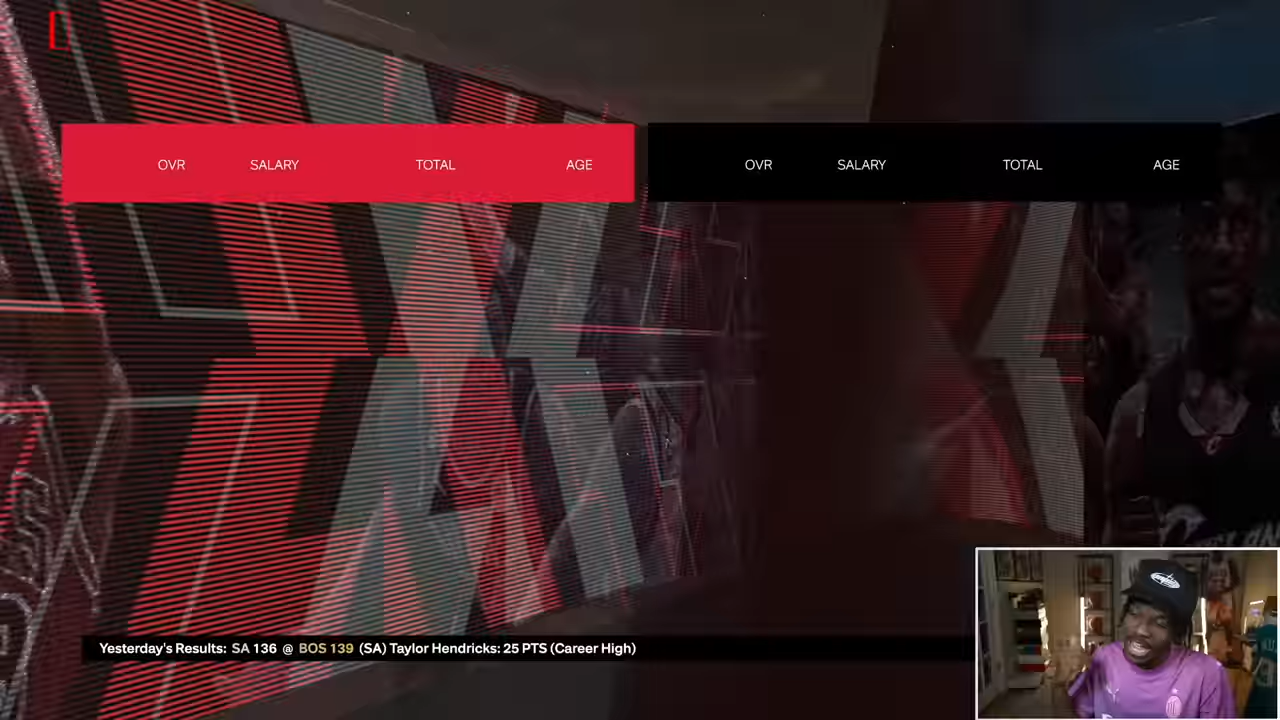 OVR SALARY TOTAL AGE OVR SALARY TOTAL AGE
Yesterday's Results: SA 136 @ BOS 139 (SA) Taylor Hendricks: 25 PTS (Career High)